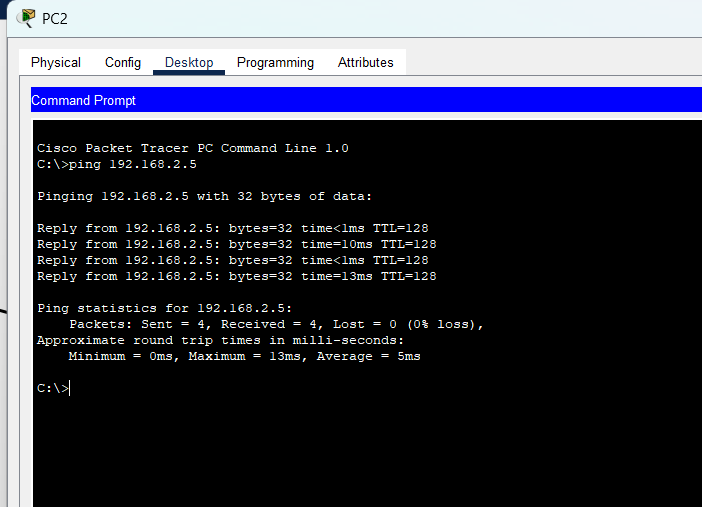 PC2
Physical Config Desktop Programming Attributes
Command Prompt
Cisco Packet Tracer PC Command Line 1.0
C:\>ping 192.168.2.5
Pinging 192.168.2.5 with 32 bytes of data:
Reply from 192.168.2.5: bytes=32 time<1ms TTL=128
Reply from 192.168.2.5: bytes=32 time=10ms TTL=128
Reply from 192.168.2.5: bytes=32 time<1ms TTL=128
Reply from 192.168.2.5: bytes=32 time=13ms TTL=128
Ping statistics for 192.168.2.5:
Packets: Sent = 4, Received = 4, Lost = 0 (0% loss),
Approximate round trip times in milli-seconds:
Minimum = 0ms, Maximum = 13ms, Average = 5ms
C:\>